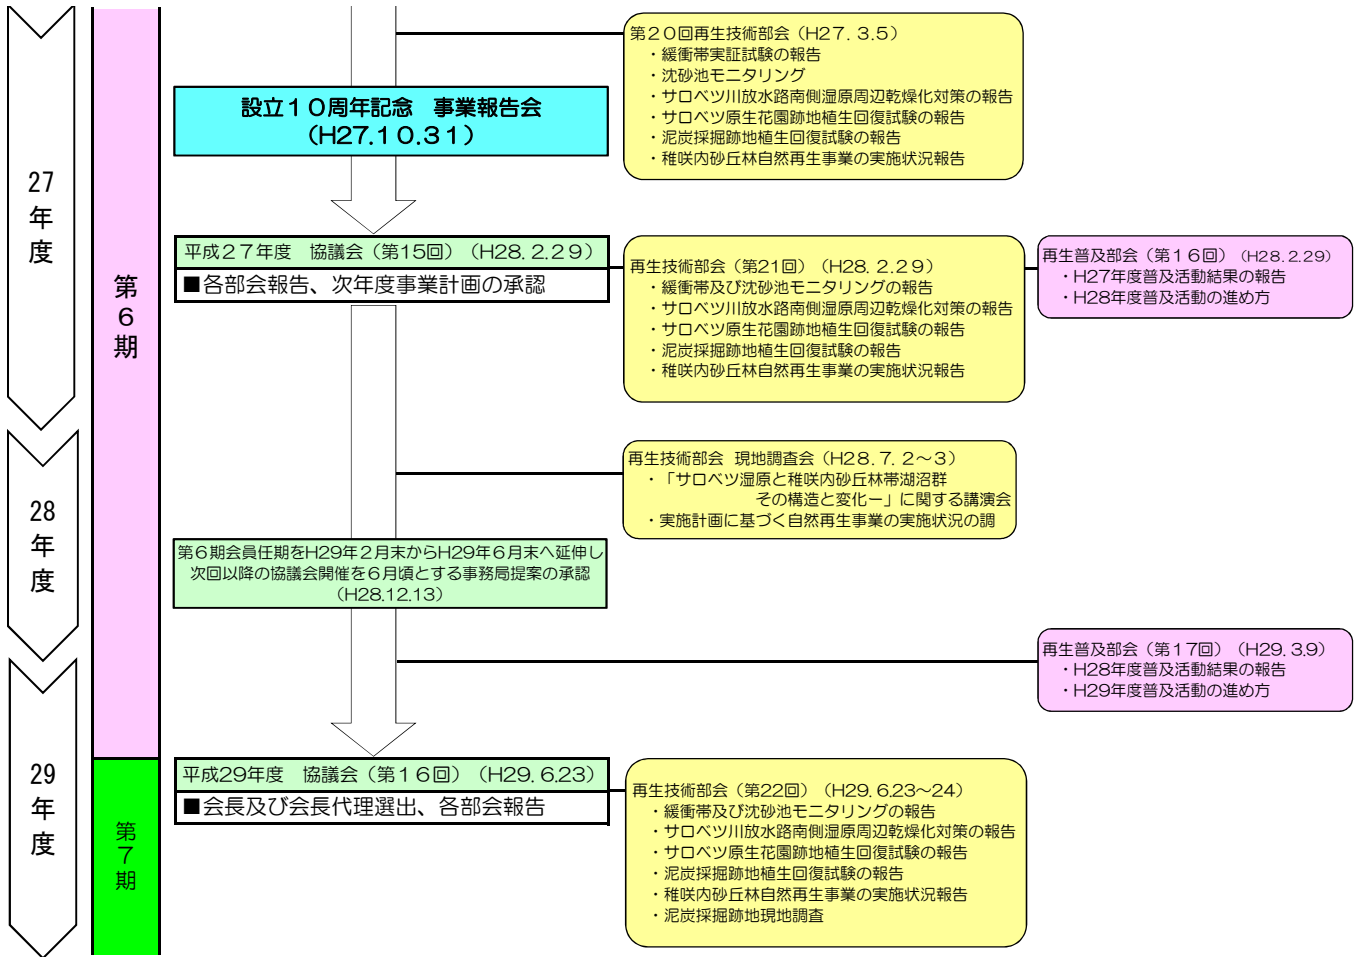 27
年
度
28
年
度
29
年
度
第
6
期
第
7
期
第20回再生技術部会（H27.3.5）
・緩衝帯実証試験の報告
・沈砂池モニタリング
・サロベツ川放水路南側湿原周辺乾燥化対策の報告
・サロベツ原生花園跡地植生回復試験の報告
・泥炭採掘跡地植生回復試験の報告
・稚咲内砂丘林自然再生事業の実施状況報告
設立１０周年記念　事業報告会
（H27.10.31）
平成27年度　協議会（第15回）（H28.2.29）
■各部会報告、次年度事業計画の承認
再生技術部会（第21回）（H28.2.29）
・緩衝帯及び沈砂池モニタリングの報告
・サロベツ川放水路南側湿原周辺乾燥化対策の報告
・サロベツ原生花園跡地植生回復試験の報告
・泥炭採掘跡地植生回復試験の報告
・稚咲内砂丘林自然再生事業の実施状況報告
再生普及部会（第16回）（H28.2.29）
・H27年度普及活動結果の報告
・H28年度普及活動の進め方
再生技術部会 現地調査会（H28.7.2～3）
・「サロベツ湿原と稚咲内砂丘林帯湖沼群
その構造と変化ー」に関する講演会
・実施計画に基づく自然再生事業の実施状況の調
第６期会員任期をH29年２月末からH29年６月末へ延伸し
次回以降の協議会開催を６月頃とする事務局提案の承認
（H28.12.13）
再生普及部会（第17回）（H29.3.9）
・H28年度普及活動結果の報告
・H29年度普及活動の進め方
平成29年度　協議会（第16回）（H29.6.23）
■会長及び会長代理選出、各部会報告
再生技術部会（第22回）（H29.6.23～24）
・緩衝帯及び沈砂池モニタリングの報告
・サロベツ川放水路南側湿原周辺乾燥化対策の報告
・サロベツ原生花園跡地植生回復試験の報告
・泥炭採掘跡地植生回復試験の報告
・稚咲内砂丘林自然再生事業の実施状況報告
・泥炭採掘跡地現地調査